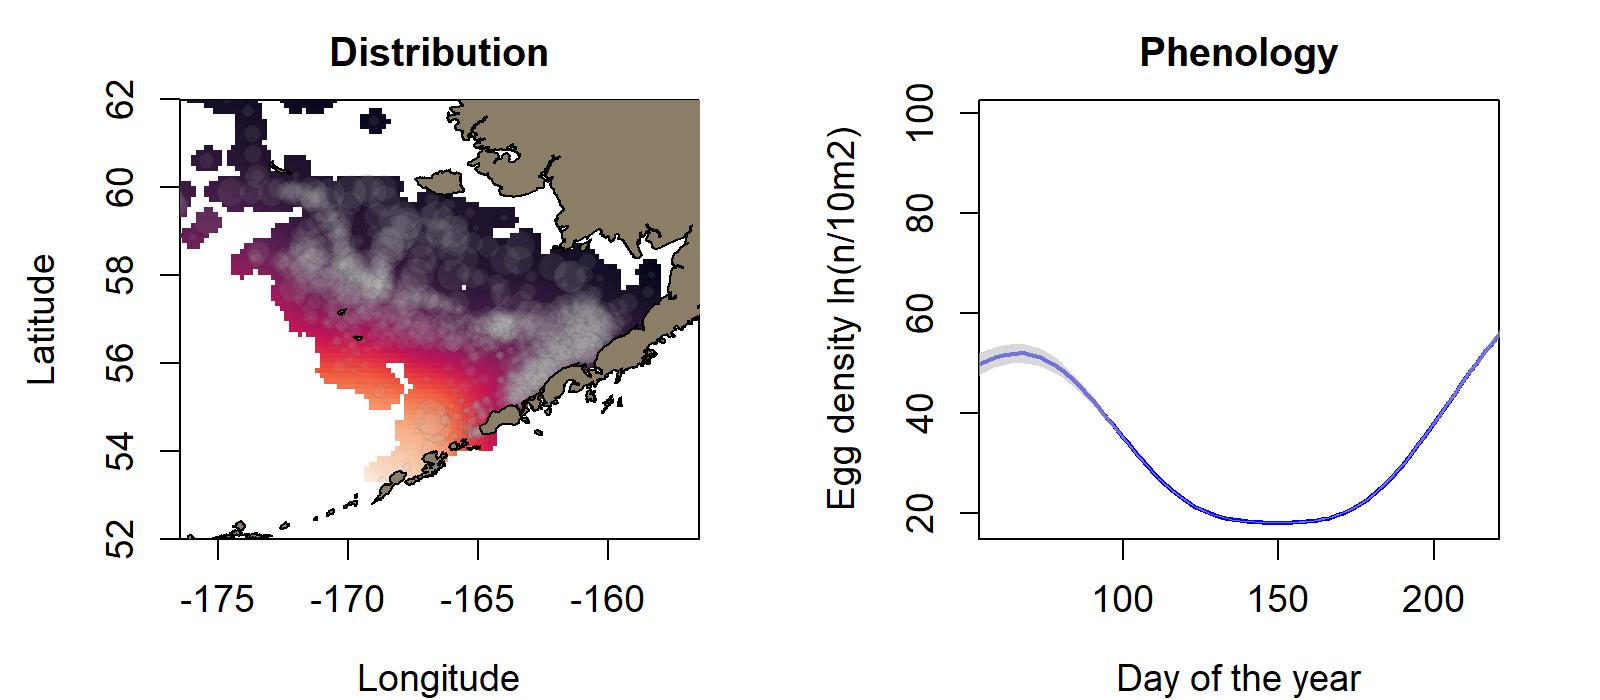 Distribution
Latitude
62
60
58
56
54
52
-175 -170 -165 -160
Longitude
Phenology
Egg density ln(n/10m2)
100
80
60
40
20
100 150 200
Day of the year